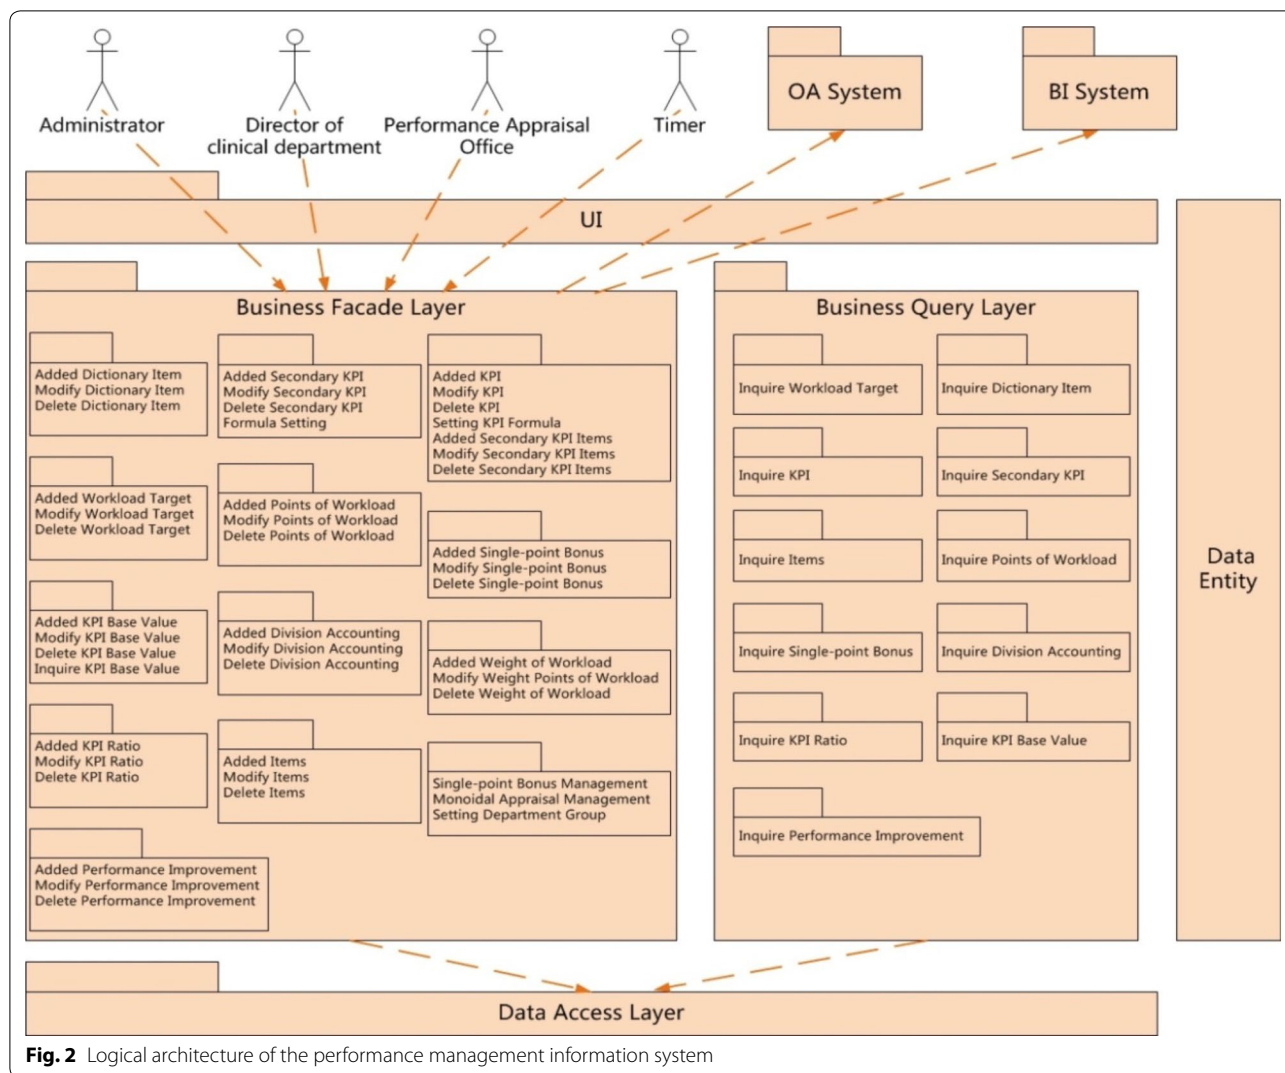 Administrator
Director of
clinical department
Performance Appraisal
Office
Timer
OA System
BI System
UI
Business Facade Layer
Added Dictionary Item
Modify Dictionary Item
Delete Dictionary Item
Added Secondary KPI
Modify Secondary KPI
Delete Secondary KPI
Formula Setting
Added KPI
Modify KPI
Delete KPI
Setting KPI Formula
Added Secondary KPI Items
Modify Secondary KPI Items
Delete Secondary KPI Items
Added Workload Target
Modify Workload Target
Delete Workload Target
Added Points of Workload
Modify Points of Workload
Delete Points of Workload
Added Single-point Bonus
Modify Single-point Bonus
Delete Single-point Bonus
Added KPI Base Value
Modify KPI Base Value
Delete KPI Base Value
Inquire KPI Base Value
Added Division Accounting
Modify Division Accounting
Delete Division Accounting
Added Weight of Workload
Modify Weight Points of Workload
Delete Weight of Workload
Added KPI Ratio
Modify KPI Ratio
Delete KPI Ratio
Added Items
Modify Items
Delete Items
Single-point Bonus Management
Monoidal Appraisal Management
Setting Department Group
Added Performance Improvement
Modify Performance Improvement
Delete Performance Improvement
Business Query Layer
Inquire Workload Target
Inquire Dictionary Item
Inquire KPI
Inquire Secondary KPI
Inquire Items
Inquire Points of Workload
Inquire Single-point Bonus
Inquire Division Accounting
Inquire KPI Ratio
Inquire KPI Base Value
Inquire Performance Improvement
Data
Entity
Data Access Layer
Fig. 2 Logical architecture of the performance management information system